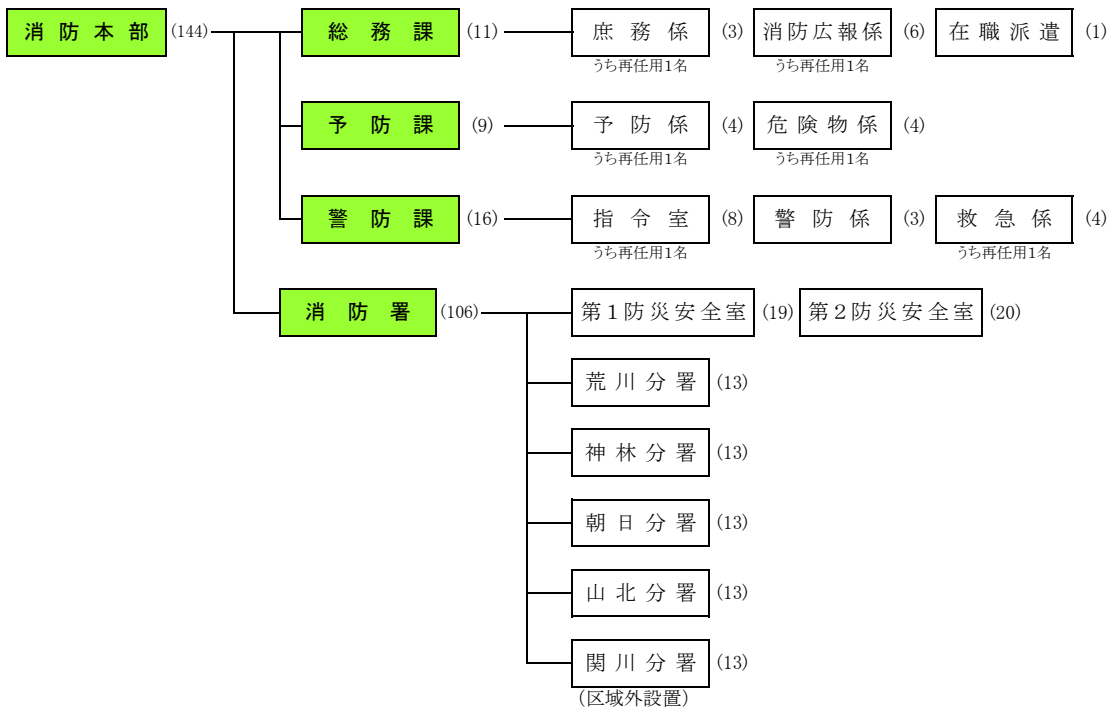 消防本部 (144) 総務課 (11) 庶務係 (3) 消防広報係 (6) 在職派遣 (1)
うち再任用1名 うち再任用1名
予防課 (9) 予防係 (4) 危険物係 (4)
うち再任用1名 うち再任用1名
警防課 (16) 指令室 (8) 警防係 (3) 救急係 (4)
うち再任用1名 うち再任用1名
消防署 (106) 第1防災安全室 (19) 第2防災安全室 (20)
荒川分署 (13)
神林分署 (13)
朝日分署 (13)
山北分署 (13)
関川分署 (13)
(区域外設置)